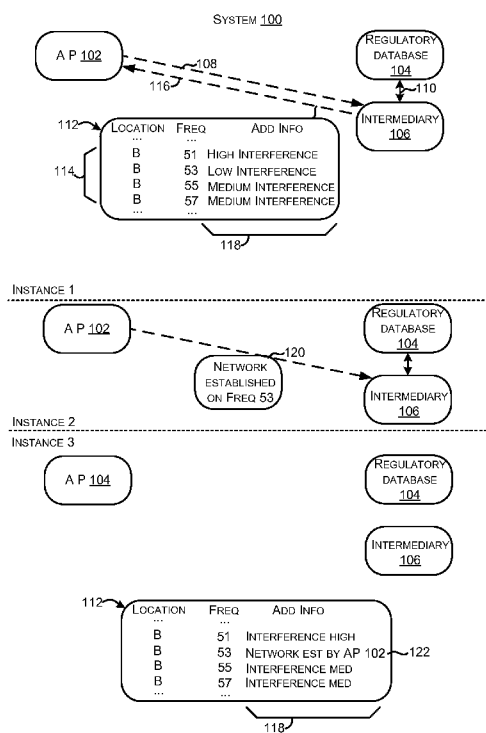 SYSTEM 100
A P 102
REGULATORY
DATABASE
104
108
116
110
INTERMEDIARY
106
112
LOCATION FREQ ADD INFO
... ...
B 51 HIGH INTERFERENCE
B 53 LOW INTERFERENCE
B 55 MEDIUM INTERFERENCE
B 57 MEDIUM INTERFERENCE
... ...
114
118
INSTANCE 1
A P 102
REGULATORY
DATABASE
104
120
NETWORK
ESTABLISHED
ON FREQ 53
INTERMEDIARY
106
INSTANCE 2
INSTANCE 3
A P 104
REGULATORY
DATABASE
104
INTERMEDIARY
106
112
LOCATION FREQ ADD INFO
... ...
B 51 INTERFERENCE HIGH
B 53 NETWORK EST BY AP 102 122
B 55 INTERFERENCE MED
B 57 INTERFERENCE MED
... ...
118